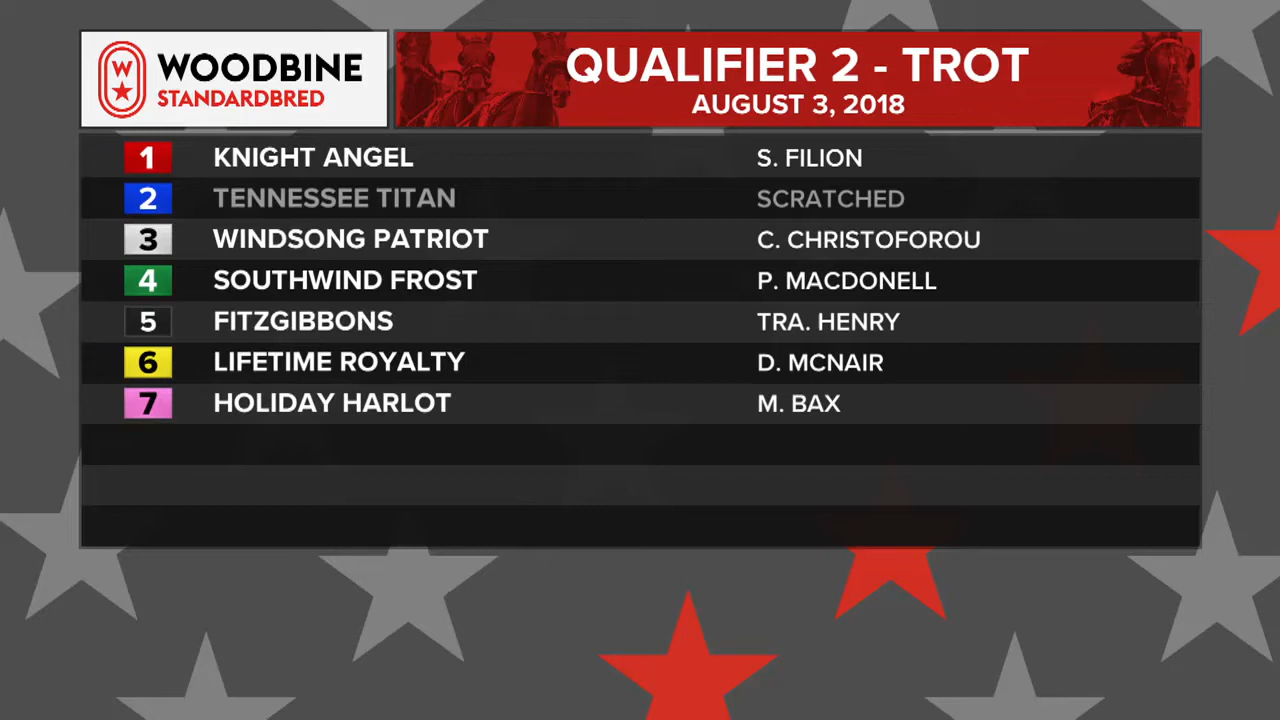 W
WOODBINE
STANDARDBRED
QUALIFIER 2 - TROT
AUGUST 3, 2018
1 KNIGHT ANGEL S. FILION
2 TENNESSEE TITAN SCRATCHED
3 WINDSONG PATRIOT C. CHRISTOFOROU
4 SOUTHWIND FROST P. MACDONELL
5 FITZGIBBONS TRA. HENRY
6 LIFETIME ROYALTY D. MCNAIR
7 HOLIDAY HARLOT M. BAX